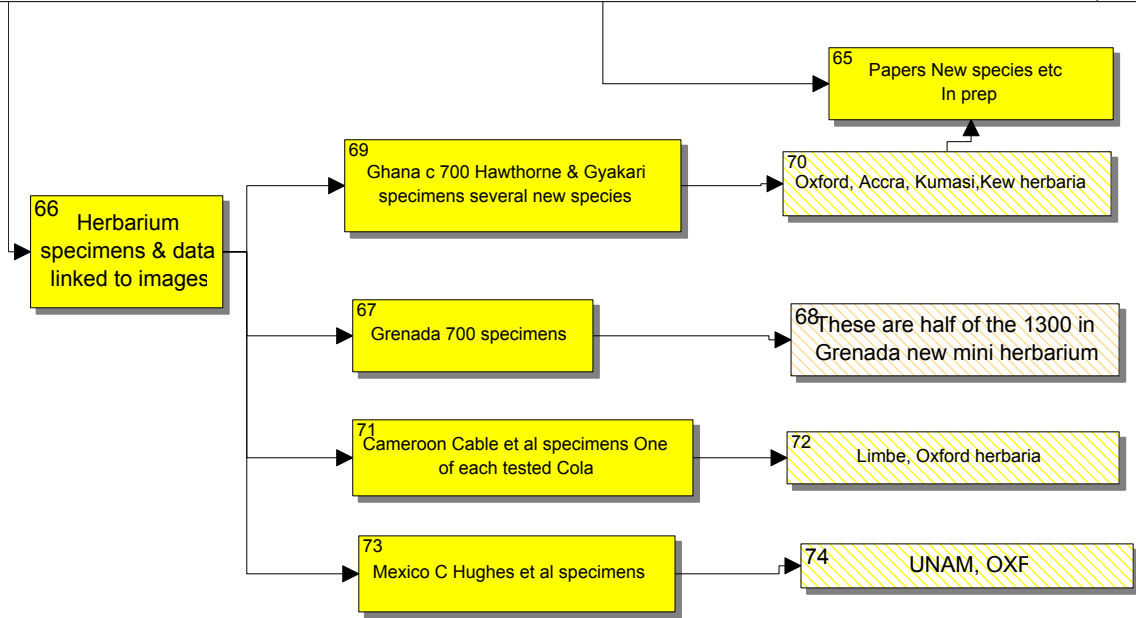 65
Papers New species etc
In prep
69
Ghana c 700 Hawthorne & Gyakari
specimens several new species
70
Oxford, Accra, Kumasi,Kew herbaria
66
Herbarium
specimens & data
linked to images
67
Grenada 700 specimens
68
These are half of the 1300 in
Grenada new mini herbarium
71
Cameroon Cable et al specimens One
of each tested Cola
72
Limbe, Oxford herbaria
73
Mexico C Hughes et al specimens
74
UNAM, OXF